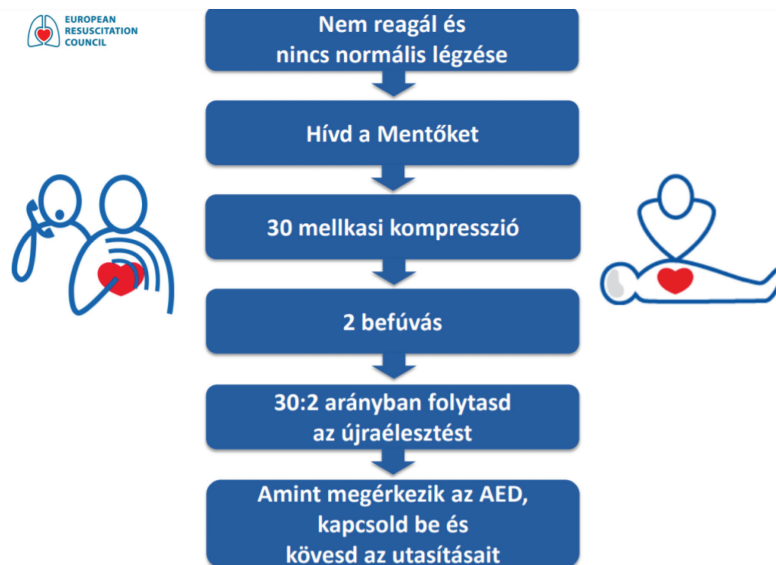 EUROPEAN
RESUSCITATION
COUNCIL
Nem reagál és
nincs normális légzése
Hívd a Mentőket
30 mellkasi kompresszió
2 befúvás
30:2 arányban folytasd
az újraélesztést
Amint megérkezik az AED,
kapcsold be és
kövesd az utasításait